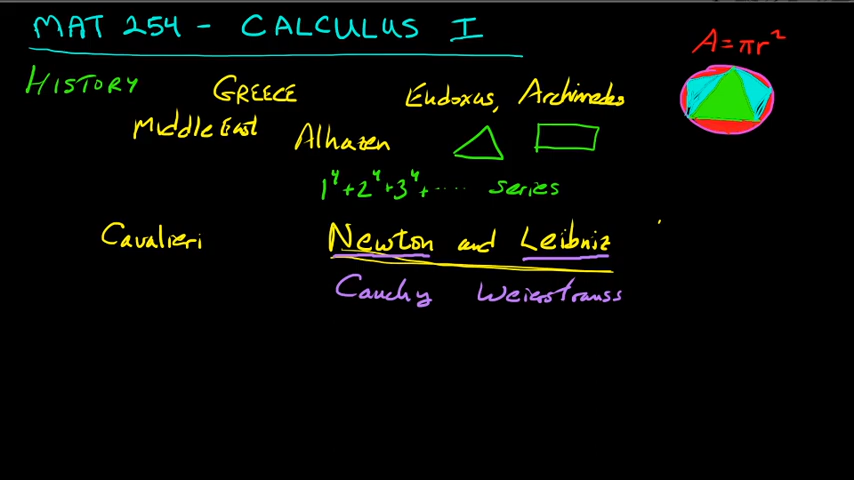 MAT 254 - CALCULUS I
A = πr²
HISTORY
GREECE
Eudoxus, Archimedes
Middle East
Alhazen
1⁴+2⁴+3⁴+..... series
Cavalieri
Newton and Leibniz
Cauchy Weierstrauss